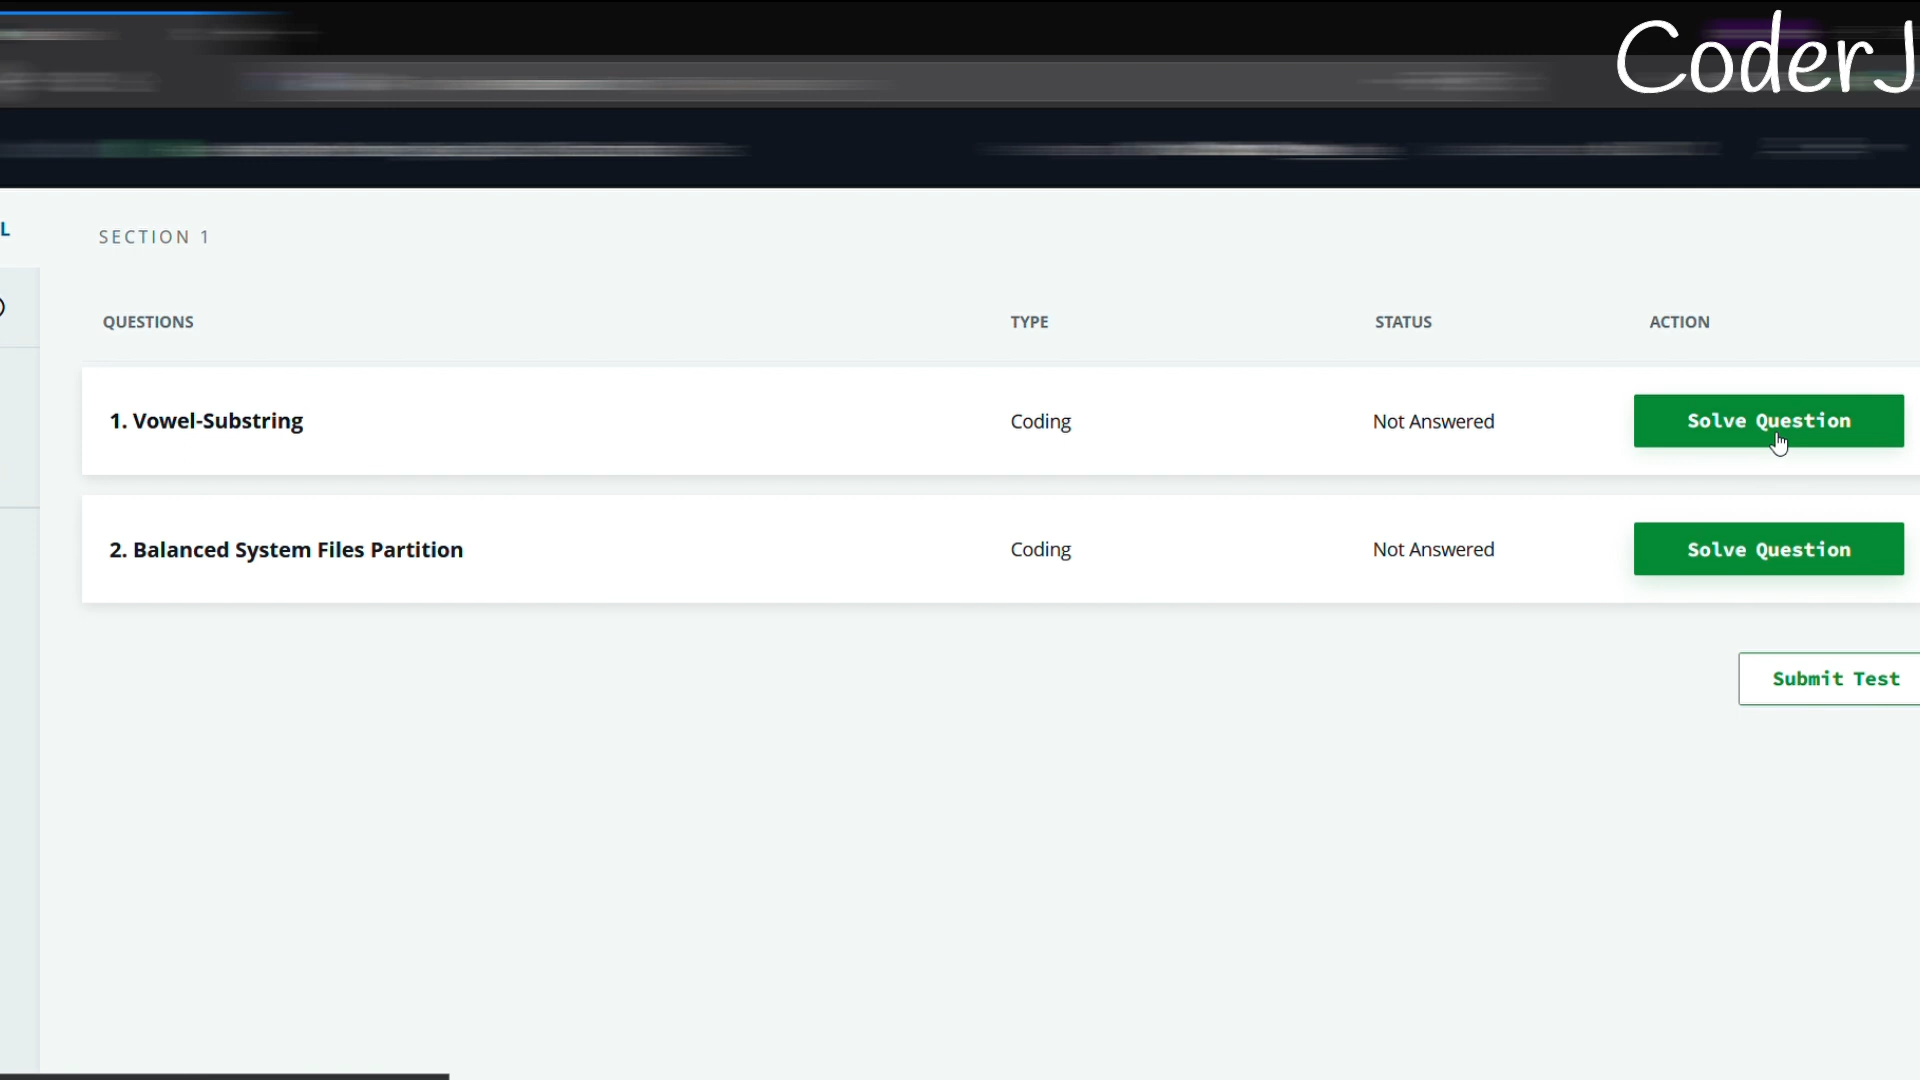 CoderJ
L
SECTION 1
QUESTIONS TYPE STATUS ACTION
1. Vowel-Substring Coding Not Answered Solve Question
2. Balanced System Files Partition Coding Not Answered Solve Question
Submit Test